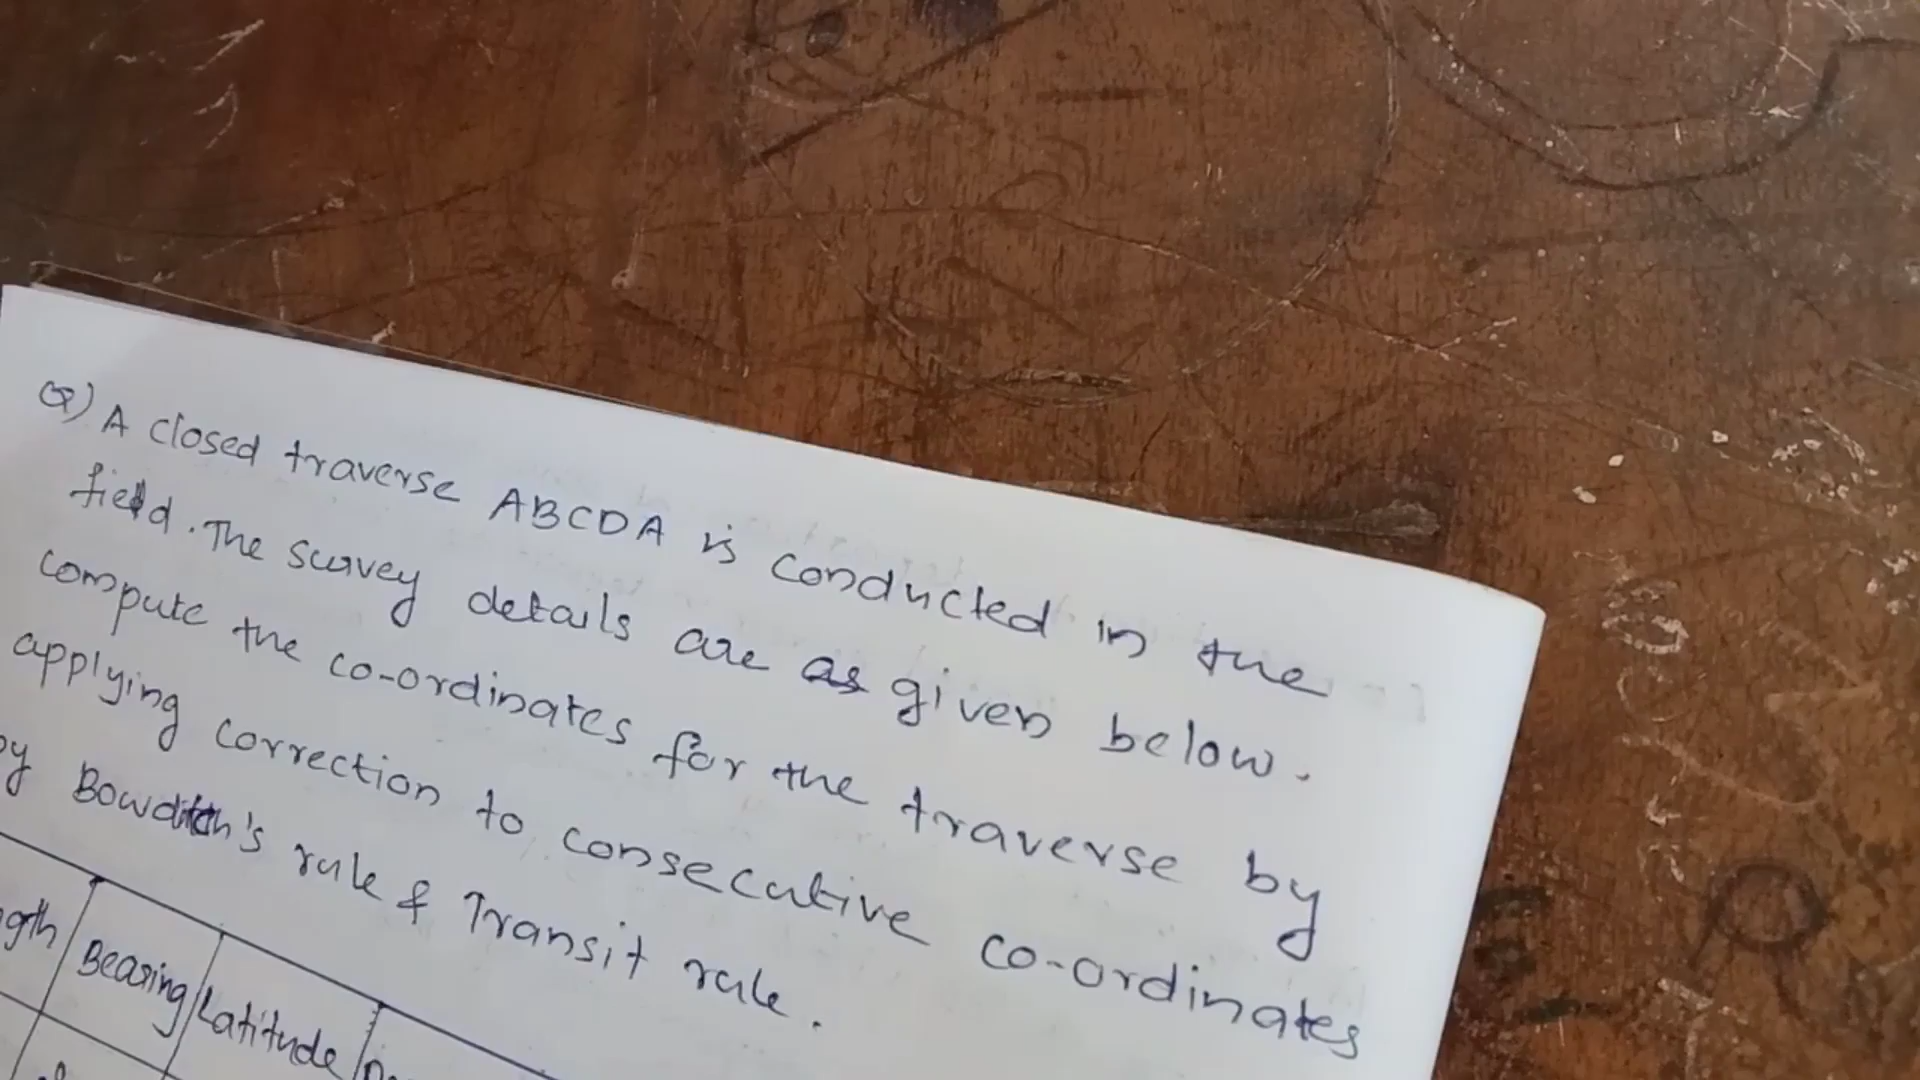 Q) A closed traverse ABCDA is conducted in the
field. The survey details are as given below.
compute the co-ordinates for the traverse by
applying correction to consecutive co-ordinates
by Bowditch's rule & Transit rule.
Bearing Latitude